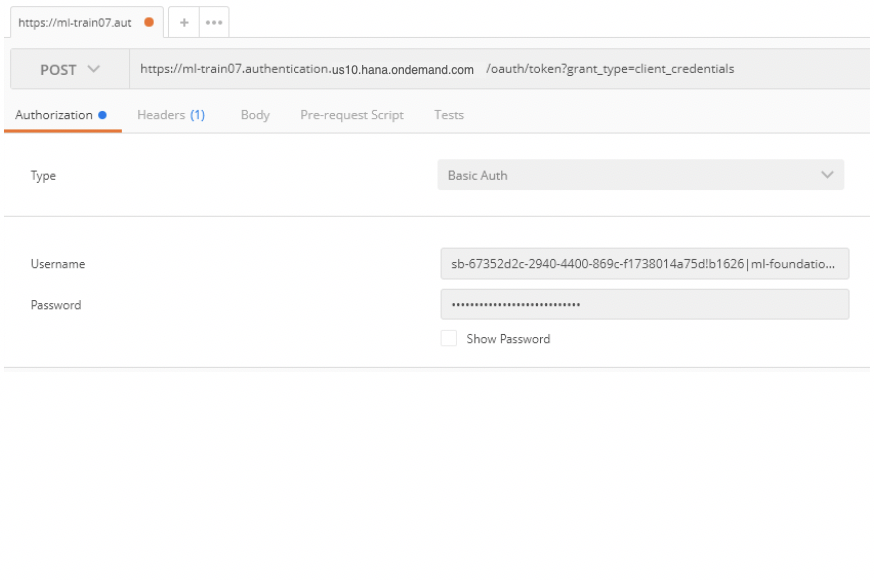 https://ml-train07.aut
POST https://ml-train07.authentication.us10.hana.ondemand.com /oauth/token?grant_type=client_credentials
Authorization Headers (1) Body Pre-request Script Tests
Type Basic Auth
Username sb-67352d2c-2940-4400-869c-f1738014a75d!b1626|ml-foundatio...
Password ••••••••••••••••••••••••••••
Show Password